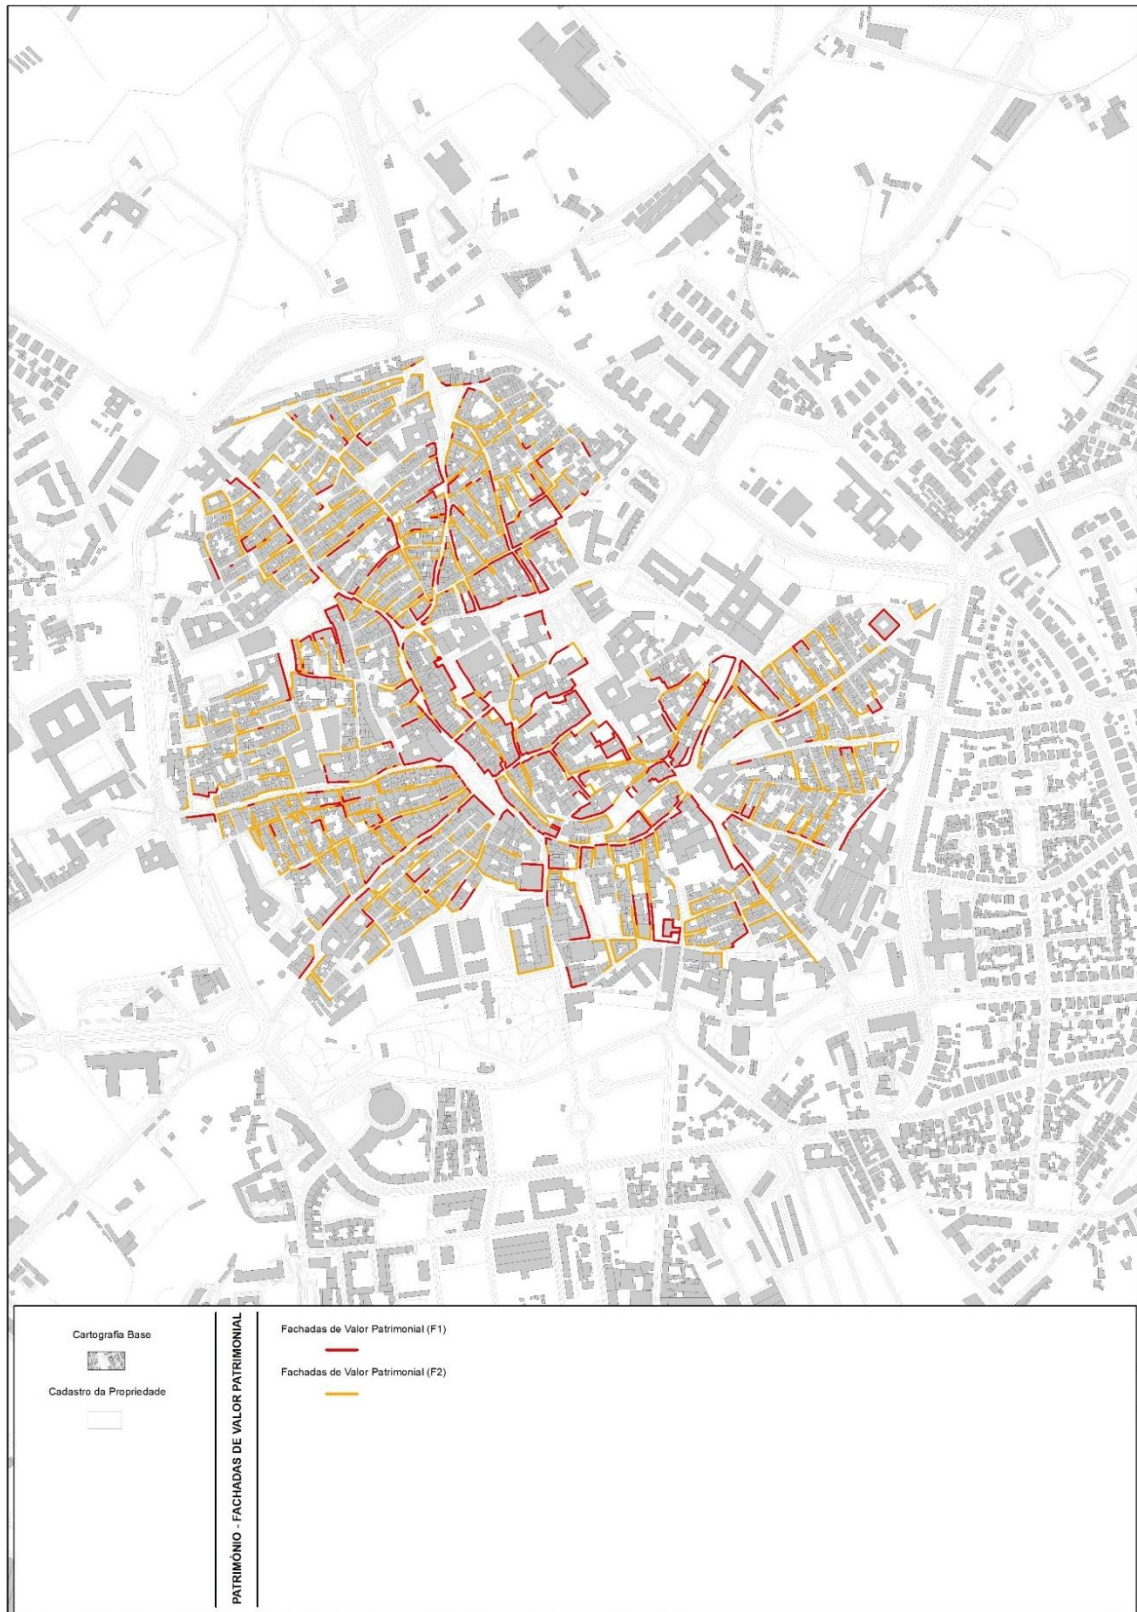 Cartografia Base
Cadastro da Propriedade
PATRIMÓNIO - FACHADAS DE VALOR PATRIMONIAL
Fachadas de Valor Patrimonial (F1)
Fachadas de Valor Patrimonial (F2)